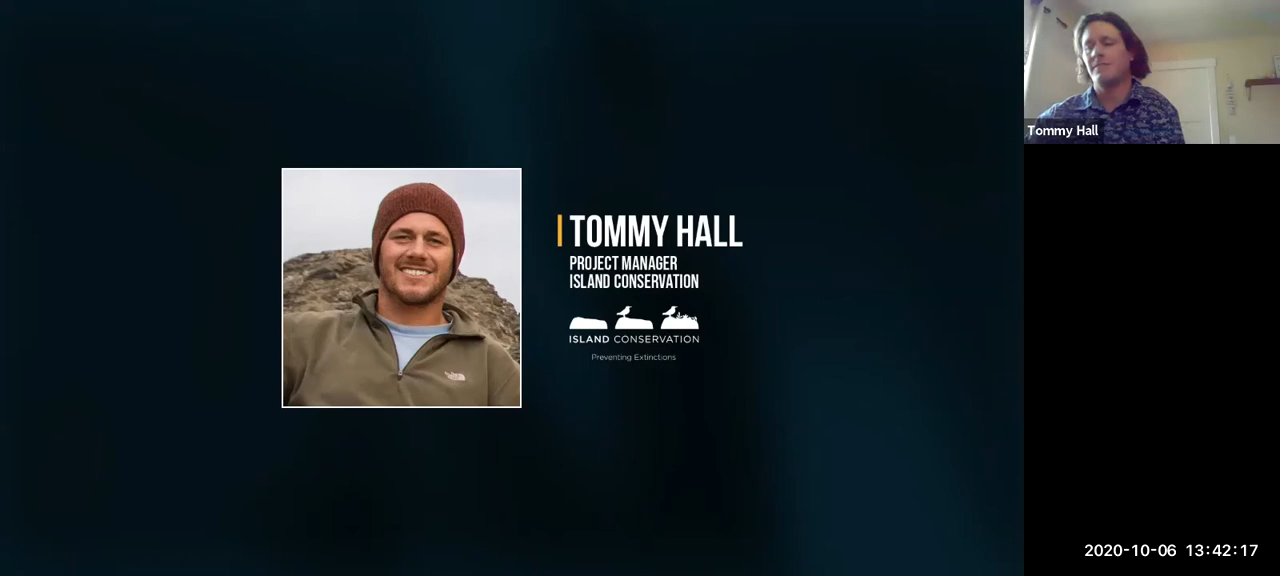 TOMMY HALL
PROJECT MANAGER
ISLAND CONSERVATION
ISLAND CONSERVATION
Preventing Extinctions
Tommy Hall
2020-10-06 13:42:17